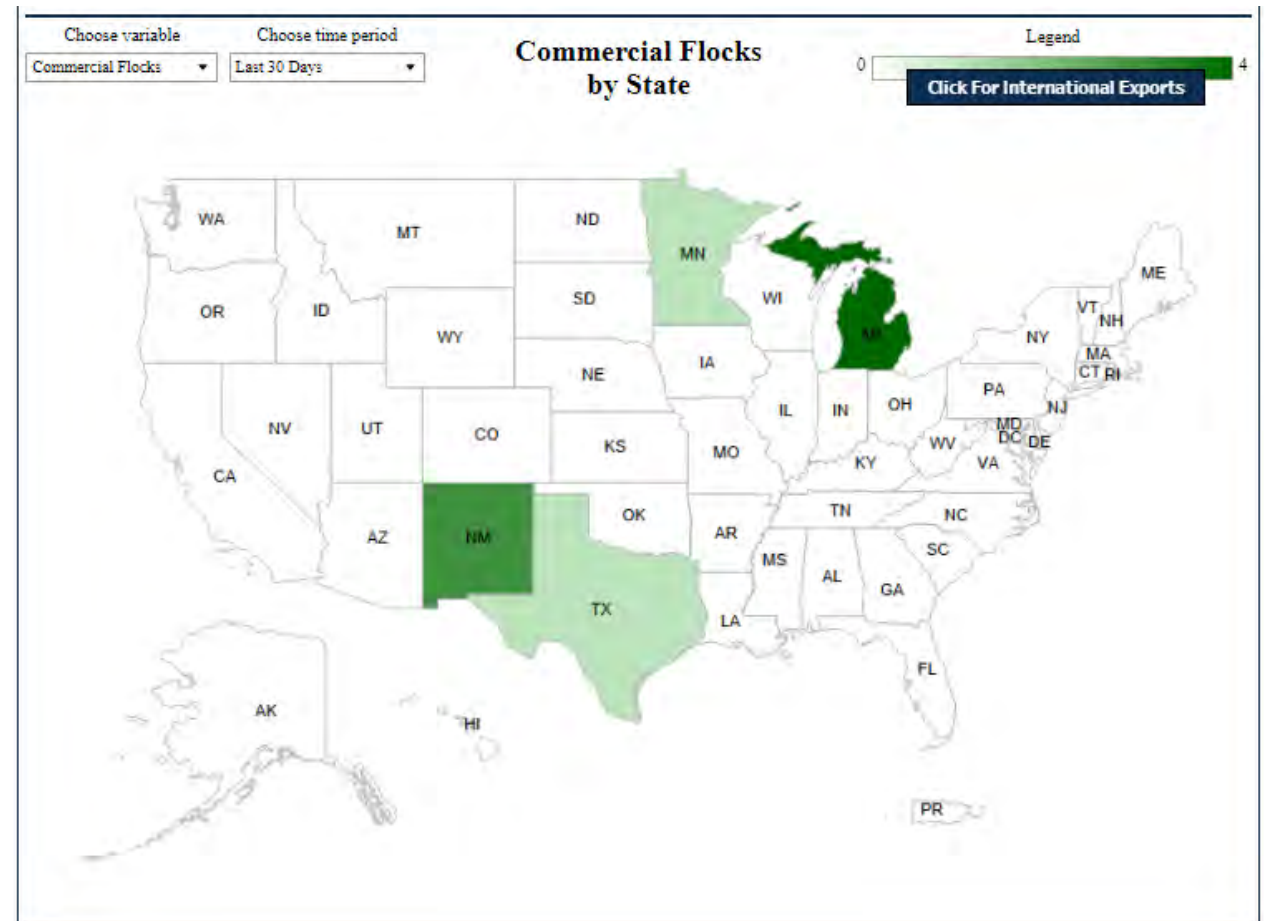 Choose variable
Choose time period
Commercial Flocks
Last 30 Days
Commercial Flocks
by State
Legend
0
4
Click For International Exports
WA
MT
ND
MN
ME
OR
ID
SD
WI
VT
NH
WY
MI
NY
MA
IA
CT
RI
NE
PA
OH
IL
IN
NJ
NV
UT
CO
MD
KS
DC
DE
MO
WV
CA
KY
VA
AZ
NM
OK
TN
NC
AR
SC
MS
AL
GA
TX
LA
FL
AK
HI
PR